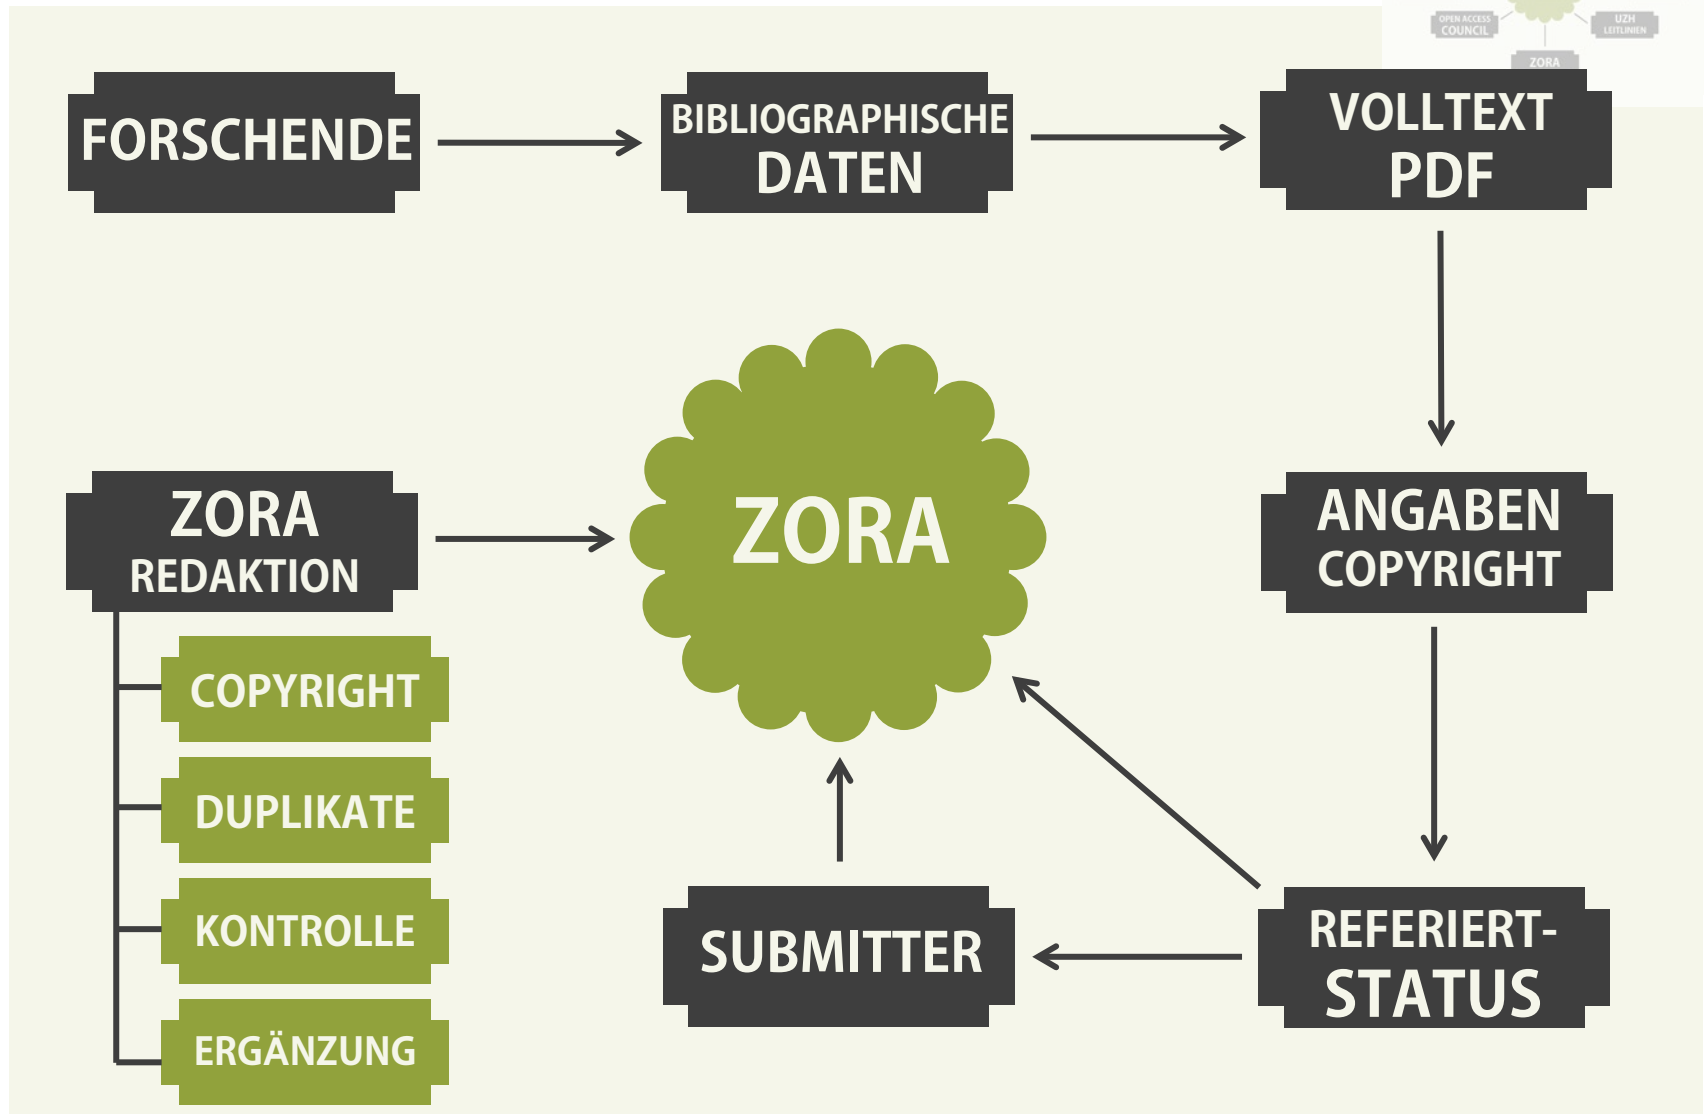 OPEN ACCESS
COUNCIL
UZH
LEITLINIEN
ZORA
FORSCHENDE
BIBLIOGRAPHISCHE
DATEN
VOLLTEXT
PDF
ZORA
REDAKTION
ZORA
ANGABEN
COPYRIGHT
COPYRIGHT
DUPLIKATE
KONTROLLE
ERGÄNZUNG
SUBMITTER
REFERIERT-
STATUS